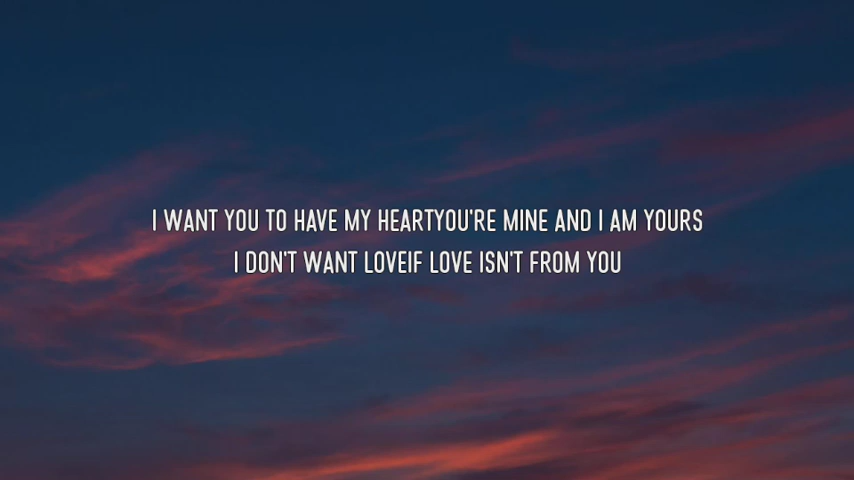 I WANT YOU TO HAVE MY HEARTYOU'RE MINE AND I AM YOURS
I DON'T WANT LOVEIF LOVE ISN'T FROM YOU